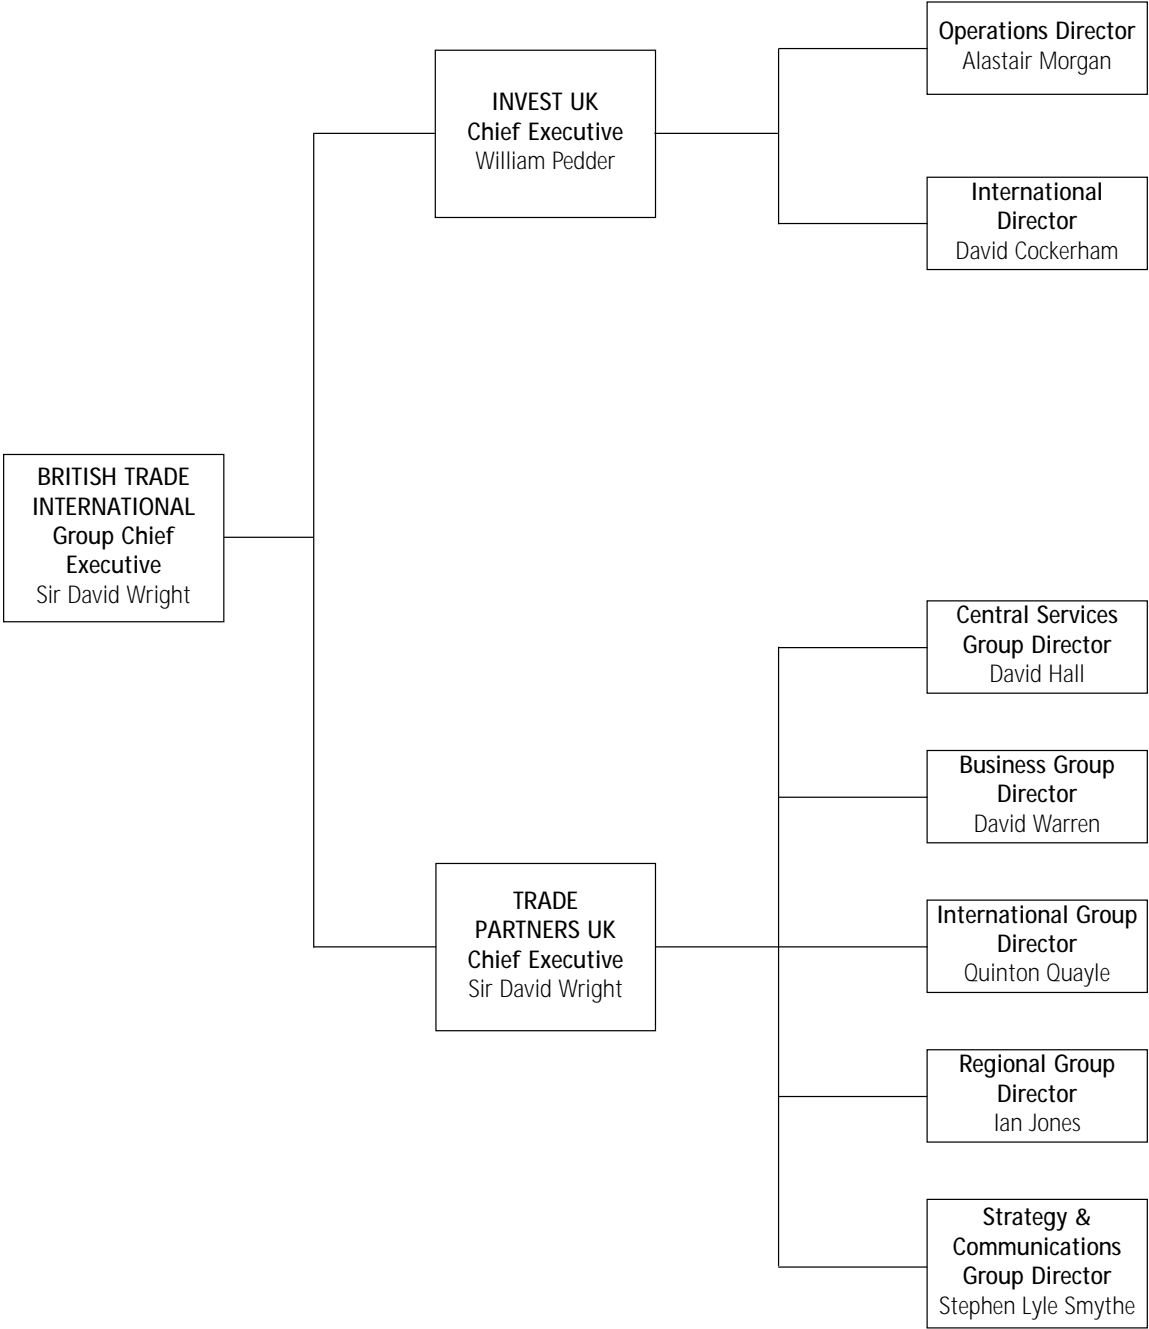 Operations Director
Alastair Morgan
INVEST UK
Chief Executive
William Pedder
International
Director
David Cockerham
BRITISH TRADE
INTERNATIONAL
Group Chief
Executive
Sir David Wright
Central Services
Group Director
David Hall
Business Group
Director
David Warren
TRADE
PARTNERS UK
Chief Executive
Sir David Wright
International Group
Director
Quinton Quayle
Regional Group
Director
Ian Jones
Strategy &
Communications
Group Director
Stephen Lyle Smythe